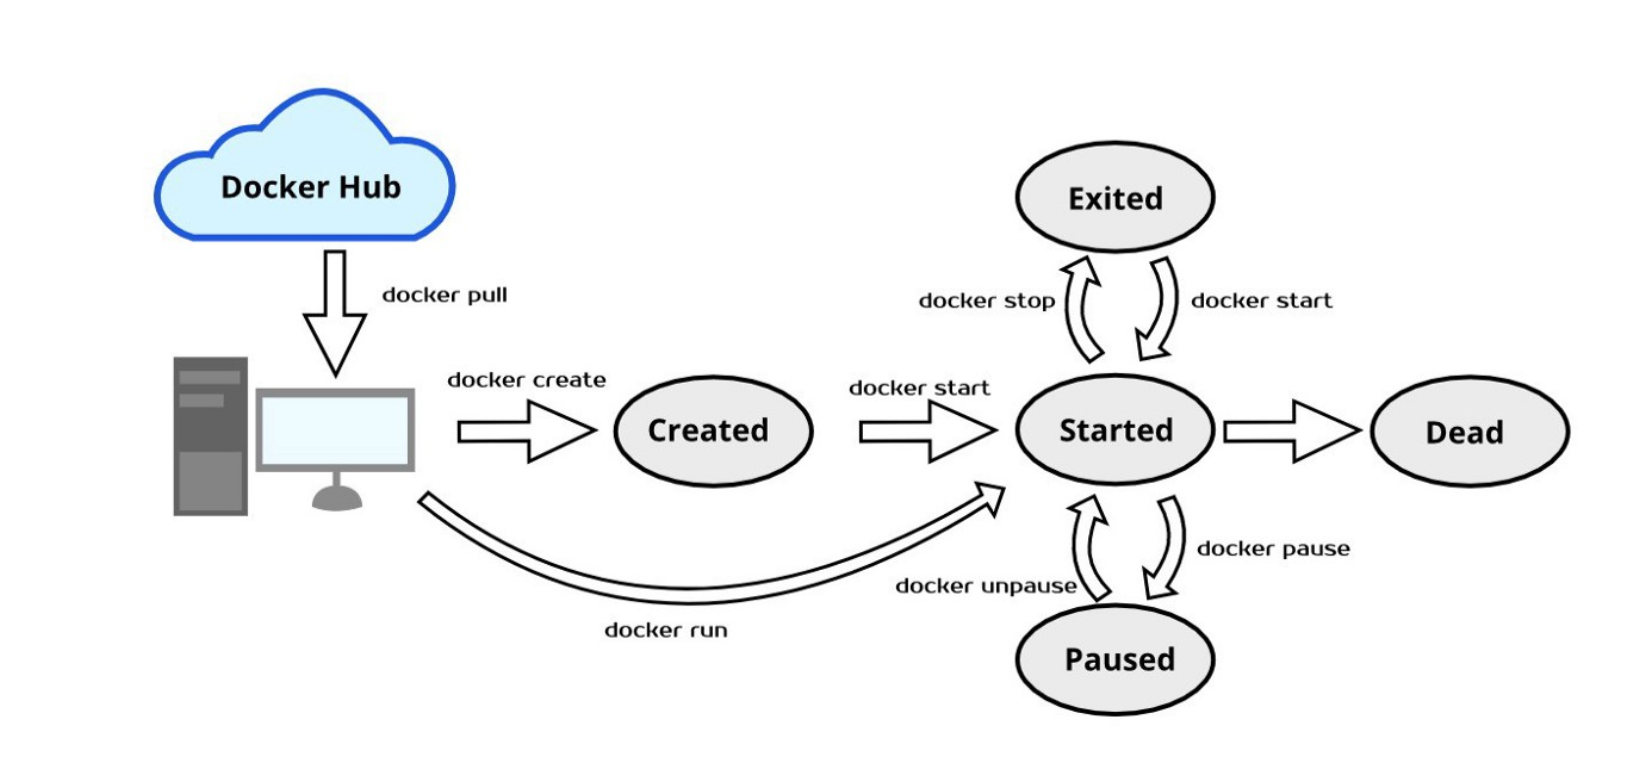 Docker Hub
docker pull
docker create
Created
docker start
Exited
docker stop
docker start
Started
Dead
docker run
docker unpause
docker pause
Paused